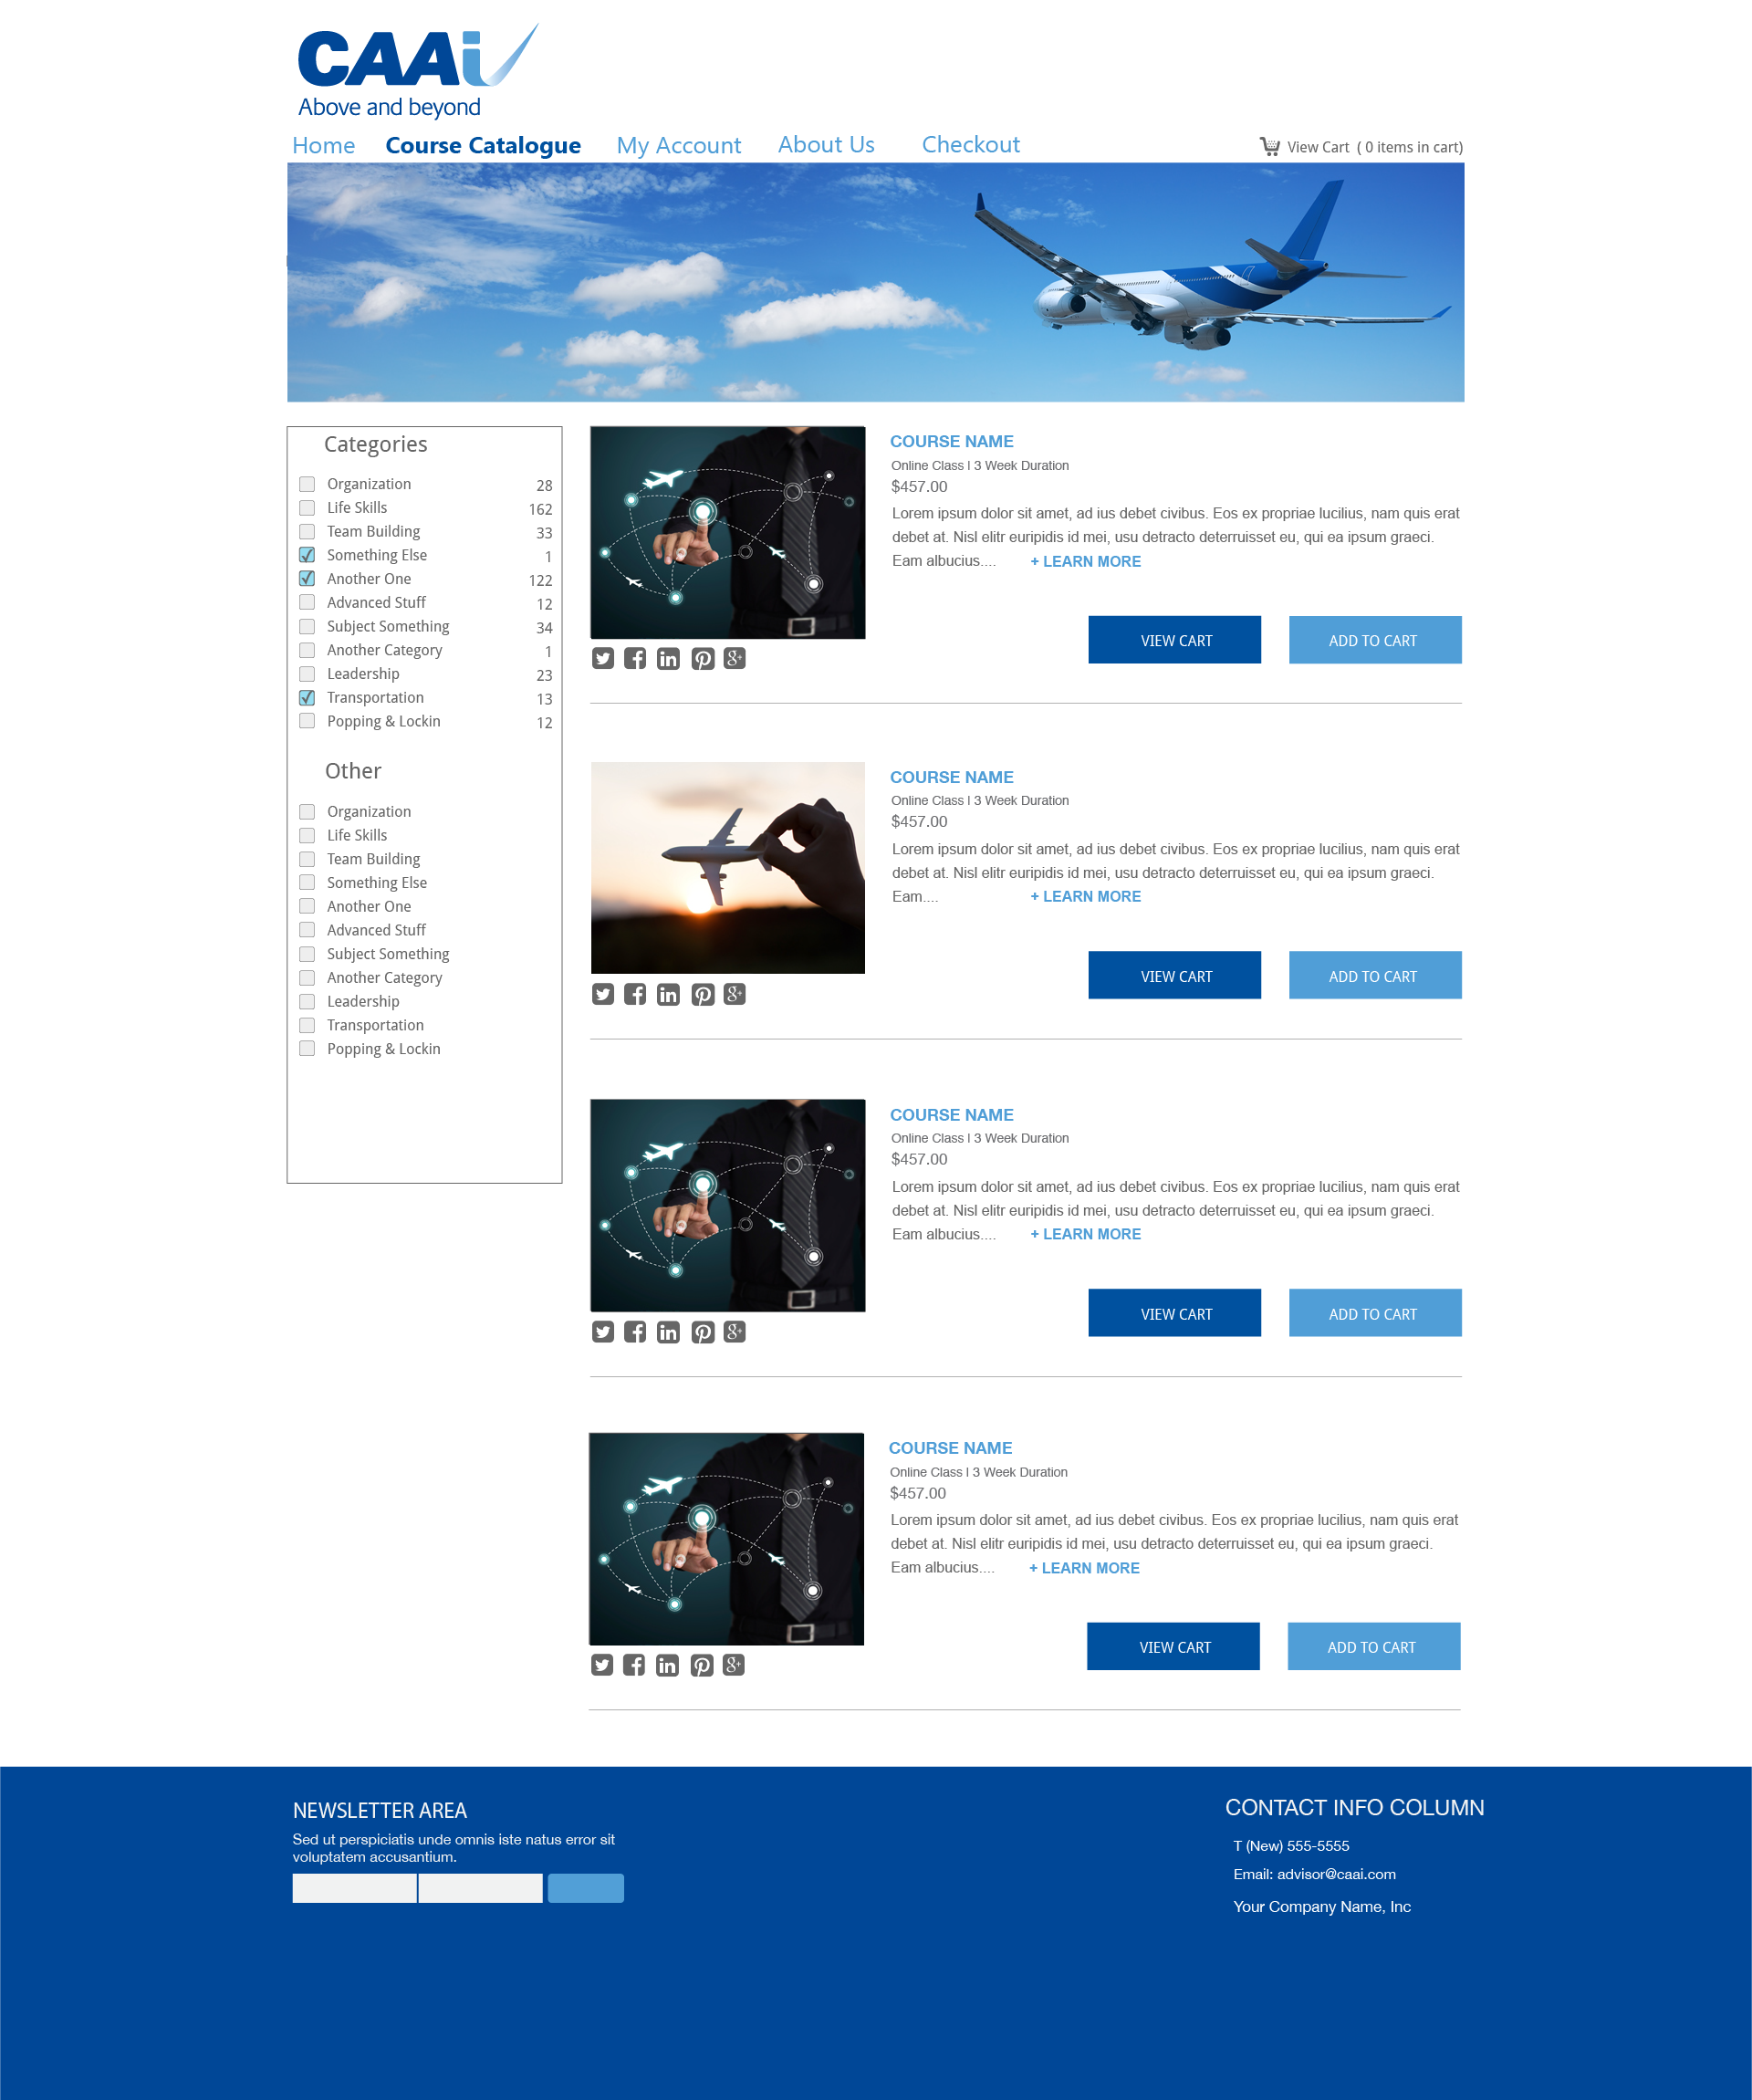 CAAi
Above and beyond
Home Course Catalogue My Account About Us Checkout View Cart ( 0 items in cart)
Categories
Organization 28
Life Skills 162
Team Building 33
Something Else 1
Another One 122
Advanced Stuff 12
Subject Something 34
Another Category 1
Leadership 23
Transportation 13
Popping & Lockin 12
Other
Organization
Life Skills
Team Building
Something Else
Another One
Advanced Stuff
Subject Something
Another Category
Leadership
Transportation
Popping & Lockin
COURSE NAME
Online Class l 3 Week Duration
$457.00
Lorem ipsum dolor sit amet, ad ius debet civibus. Eos ex propriae lucilius, nam quis erat
debet at. Nisl elitr euripidis id mei, usu detracto deterruisset eu, qui ea ipsum graeci.
Eam albucius.... + LEARN MORE
VIEW CART ADD TO CART
COURSE NAME
Online Class l 3 Week Duration
$457.00
Lorem ipsum dolor sit amet, ad ius debet civibus. Eos ex propriae lucilius, nam quis erat
debet at. Nisl elitr euripidis id mei, usu detracto deterruisset eu, qui ea ipsum graeci.
Eam.... + LEARN MORE
VIEW CART ADD TO CART
COURSE NAME
Online Class l 3 Week Duration
$457.00
Lorem ipsum dolor sit amet, ad ius debet civibus. Eos ex propriae lucilius, nam quis erat
debet at. Nisl elitr euripidis id mei, usu detracto deterruisset eu, qui ea ipsum graeci.
Eam albucius.... + LEARN MORE
VIEW CART ADD TO CART
COURSE NAME
Online Class l 3 Week Duration
$457.00
Lorem ipsum dolor sit amet, ad ius debet civibus. Eos ex propriae lucilius, nam quis erat
debet at. Nisl elitr euripidis id mei, usu detracto deterruisset eu, qui ea ipsum graeci.
Eam albucius.... + LEARN MORE
VIEW CART ADD TO CART
NEWSLETTER AREA
Sed ut perspiciatis unde omnis iste natus error sit
voluptatem accusantium.
CONTACT INFO COLUMN
T (New) 555-5555
Email: advisor@caai.com
Your Company Name, Inc